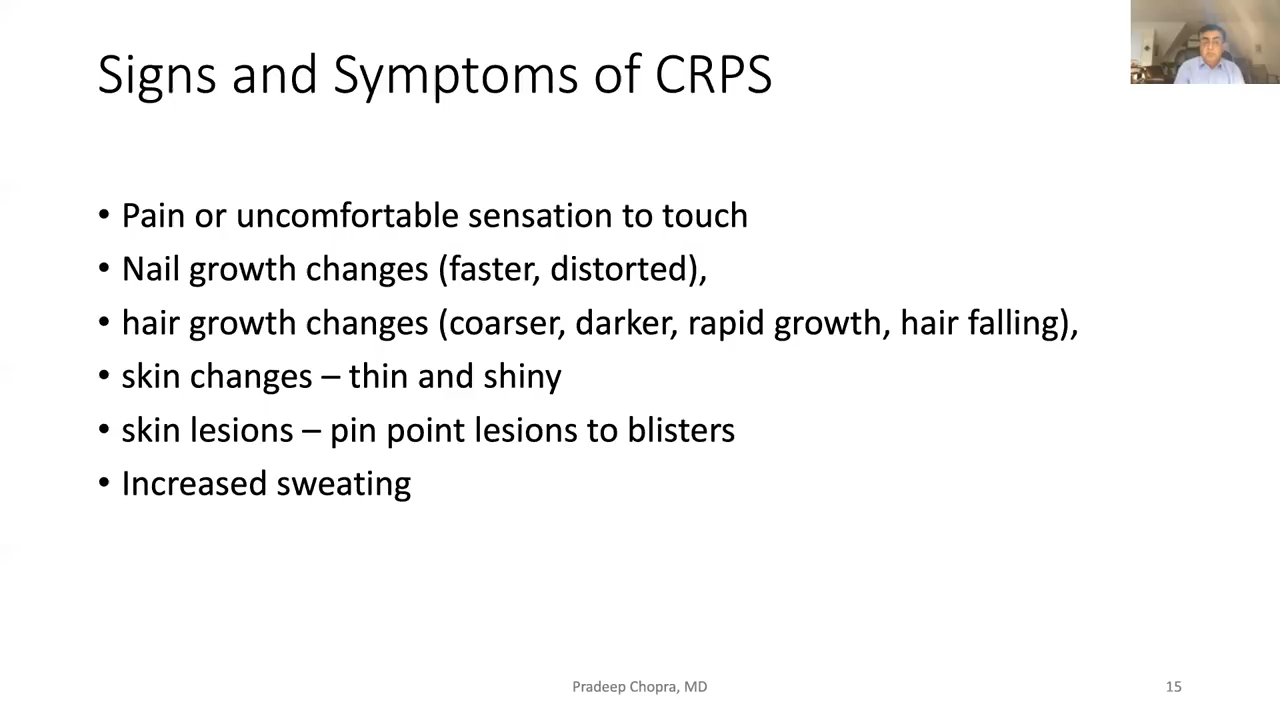 Signs and Symptoms of CRPS
• Pain or uncomfortable sensation to touch
• Nail growth changes (faster, distorted),
• hair growth changes (coarser, darker, rapid growth, hair falling),
• skin changes – thin and shiny
• skin lesions – pin point lesions to blisters
• Increased sweating
Pradeep Chopra, MD
15